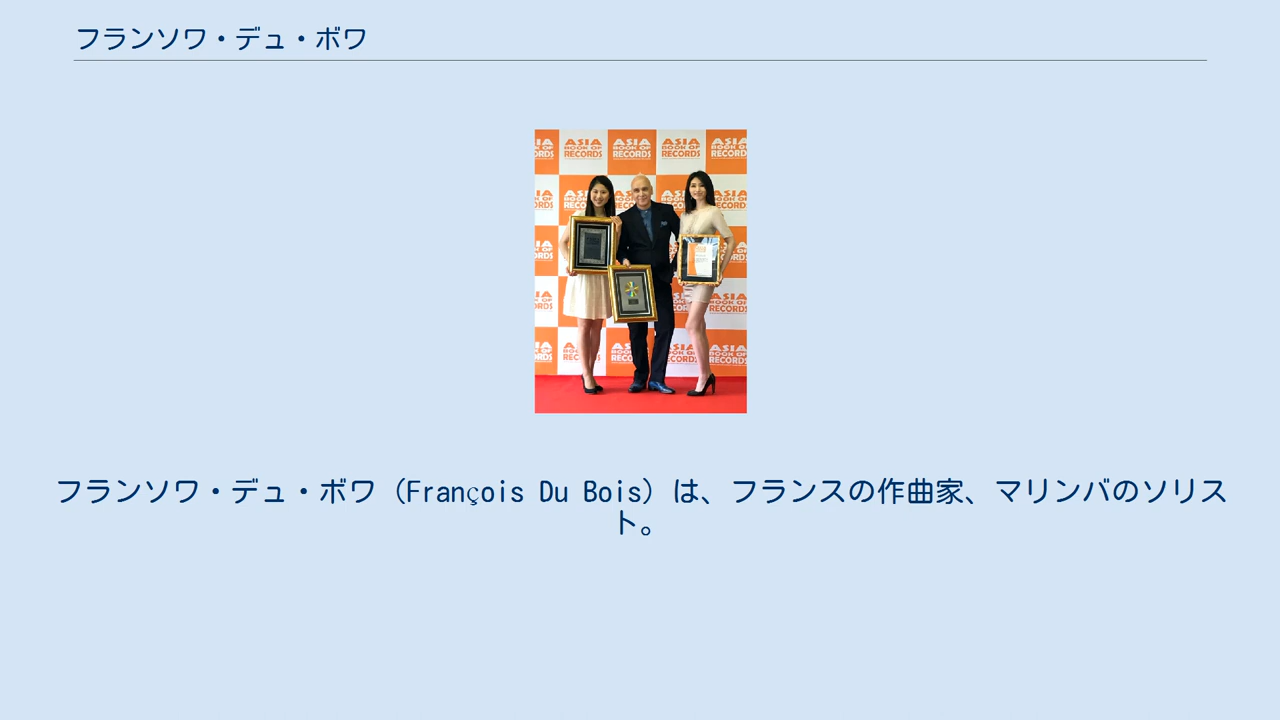 フランソワ・デュ・ボワ
ASIA
BOOK OF
RECORDS
フランソワ・デュ・ボワ（François Du Bois）は、フランスの作曲家、マリンバのソリス
ト。